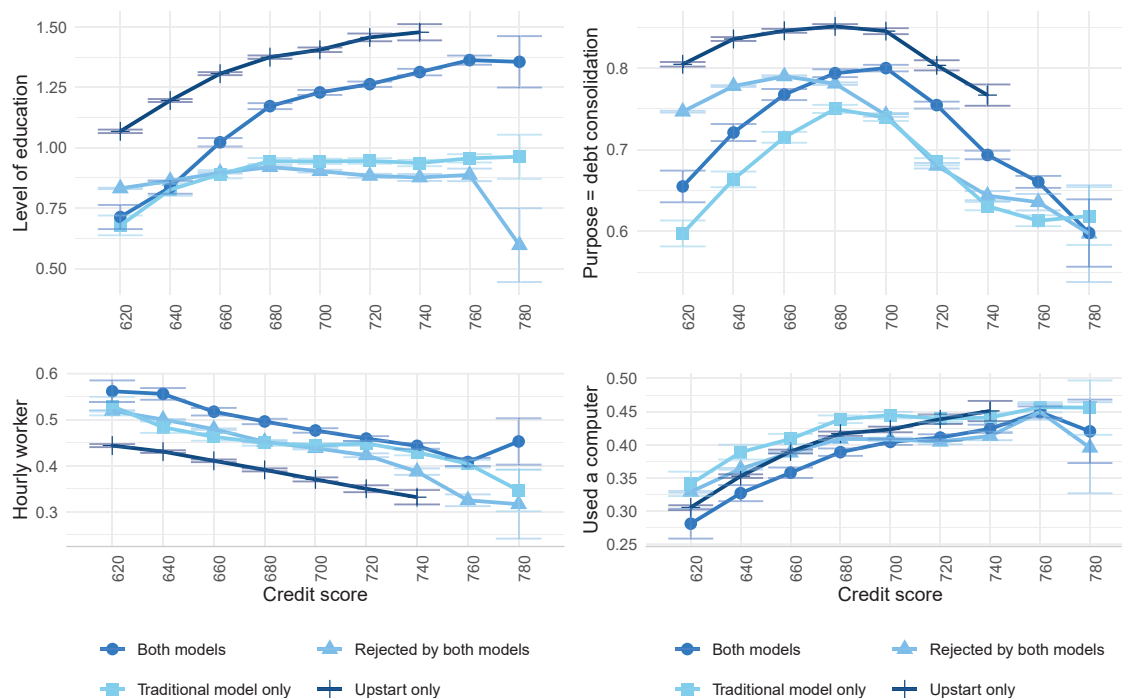 Level of education
1.50
1.25
1.00
0.75
0.50
620 640 660 680 700 720 740 760 780
Purpose = debt consolidation
0.8
0.7
0.6
620 640 660 680 700 720 740 760 780
Hourly worker
0.6
0.5
0.4
0.3
620 640 660 680 700 720 740 760 780
Credit score
Used a computer
0.50
0.45
0.40
0.35
0.30
0.25
620 640 660 680 700 720 740 760 780
Credit score
Both models
Rejected by both models
Traditional model only
Upstart only
Both models
Rejected by both models
Traditional model only
Upstart only